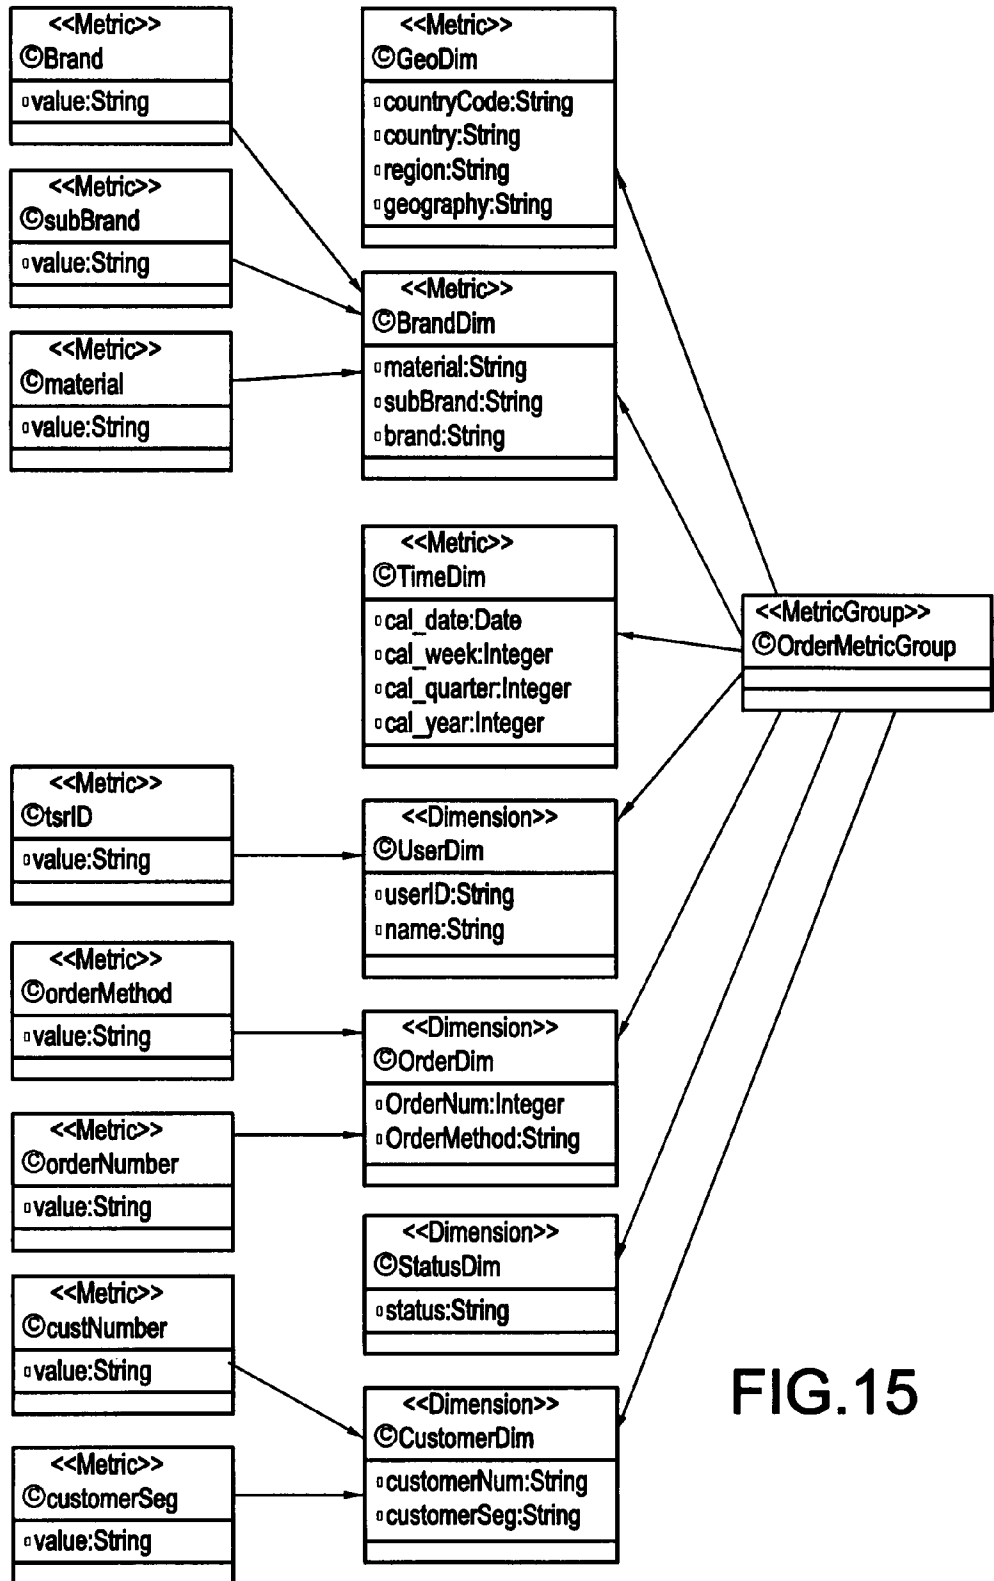 <<Metric>>
©Brand
▫value:String
<<Metric>>
©subBrand
▫value:String
<<Metric>>
©material
▫value:String
<<Metric>>
©tsrID
▫value:String
<<Metric>>
©orderMethod
▫value:String
<<Metric>>
©orderNumber
▫value:String
<<Metric>>
©custNumber
▫value:String
<<Metric>>
©customerSeg
▫value:String
<<Metric>>
©GeoDim
▫countryCode:String
▫country:String
▫region:String
▫geography:String
<<Metric>>
©BrandDim
▫material:String
▫subBrand:String
▫brand:String
<<Metric>>
©TimeDim
▫cal_date:Date
▫cal_week:Integer
▫cal_quarter:Integer
▫cal_year:Integer
<<Dimension>>
©UserDim
▫userID:String
▫name:String
<<Dimension>>
©OrderDim
▫OrderNum:Integer
▫OrderMethod:String
<<Dimension>>
©StatusDim
▫status:String
<<Dimension>>
©CustomerDim
▫customerNum:String
▫customerSeg:String
<<MetricGroup>>
©OrderMetricGroup
FIG.15